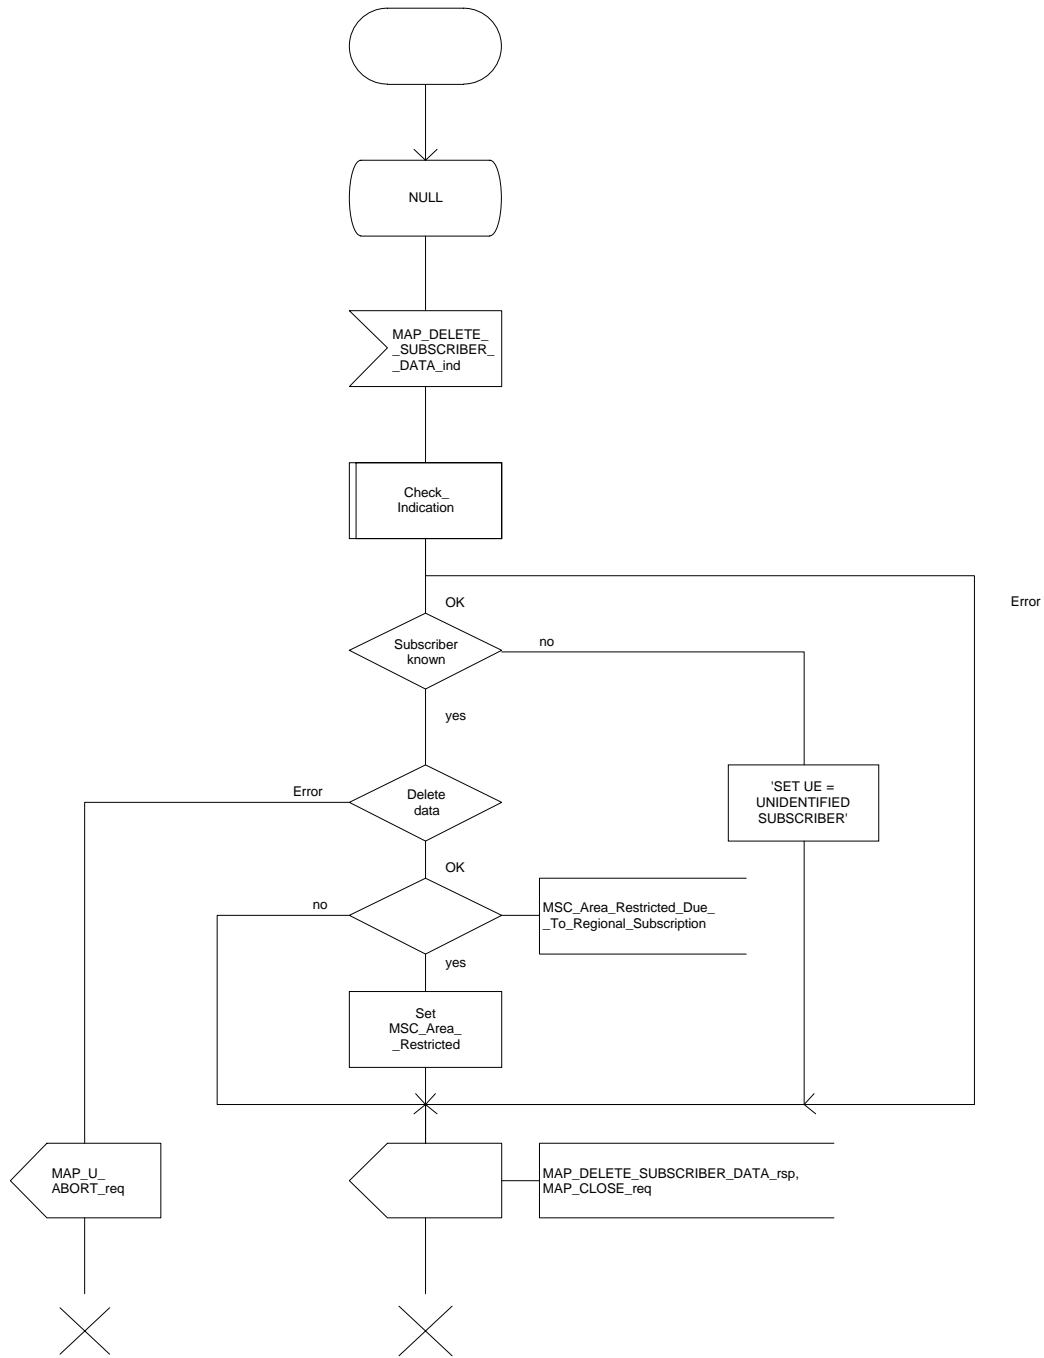 NULL
MAP_DELETE_
_SUBSCRIBER_
_DATA_ind
Check_
Indication
OK
Error
Subscriber
known
no
yes
Error
Delete
data
'SET UE =
UNIDENTIFIED
SUBSCRIBER'
OK
no
MSC_Area_Restricted_Due_
_To_Regional_Subscription
yes
Set
MSC_Area_
_Restricted
MAP_U_
ABORT_req
MAP_DELETE_SUBSCRIBER_DATA_rsp,
MAP_CLOSE_req